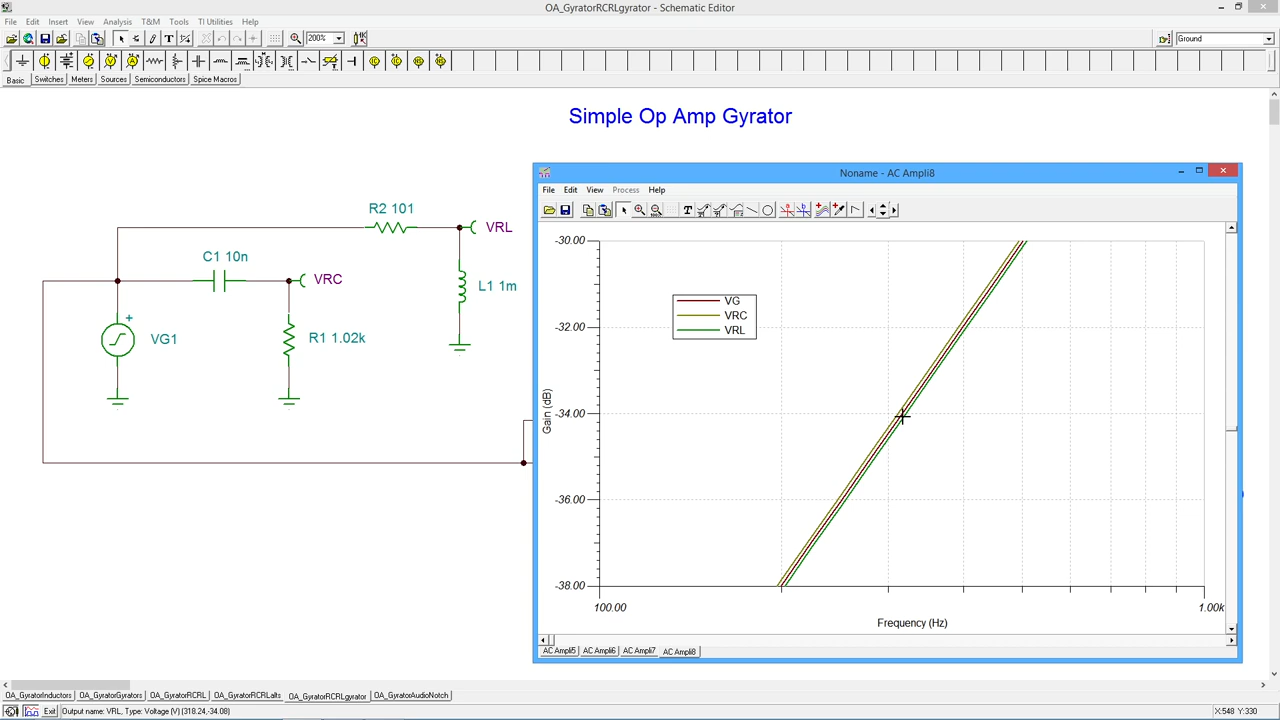 OA_GyratorRCRLgyrator - Schematic Editor
File Edit Insert View Analysis T&M Tools TI Utilities Help
200%
Ground
Basic Switches Meters Sources Semiconductors Spice Macros
Simple Op Amp Gyrator
Noname - AC Ampli8
File Edit View Process Help
R2 101
VRL
C1 10n
VRC
L1 1m
VG1
R1 1.02k
+
-30.00
VG
VRC
VRL
-32.00
-34.00
Gain (dB)
-36.00
-38.00
100.00
1.00k
Frequency (Hz)
AC Ampli5 AC Ampli6 AC Ampli7 AC Ampli8
OA_GyratorInductors OA_GyratorGyrators OA_GyratorRCRL OA_GyratorRCRLalts OA_GyratorRCRLgyrator OA_GyratorAudioNotch
Exit Output name: VRL, Type: Voltage (V) (318.24,-34.08) X:548 Y:330